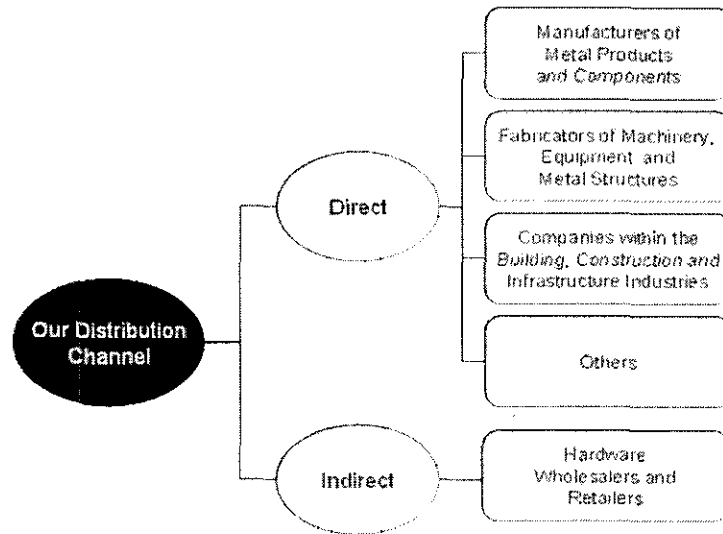 Manufacturers of
Metal Products
and Components
Fabricators of Machinery,
Equipment and
Metal Structures
Direct
Companies within the
Building, Construction and
Infrastructure Industries
Our Distribution
Channel
Others
Indirect
Hardware
Wholesalers and
Retailers